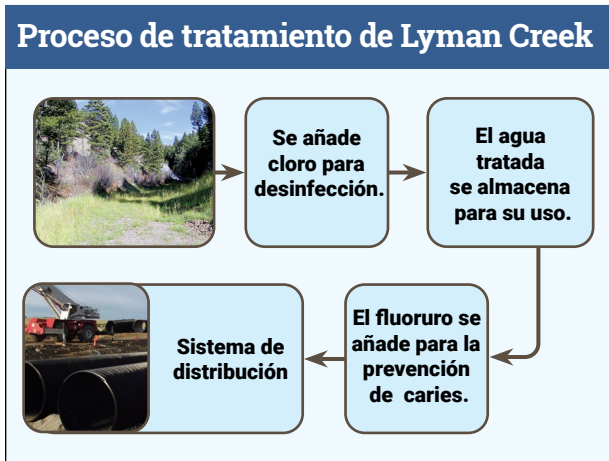 Proceso de tratamiento de Lyman Creek
Se añade
cloro para
desinfección.
El agua
tratada
se almacena
para su uso.
El fluoruro se
añade para la
prevención
de caries.
Sistema de
distribución